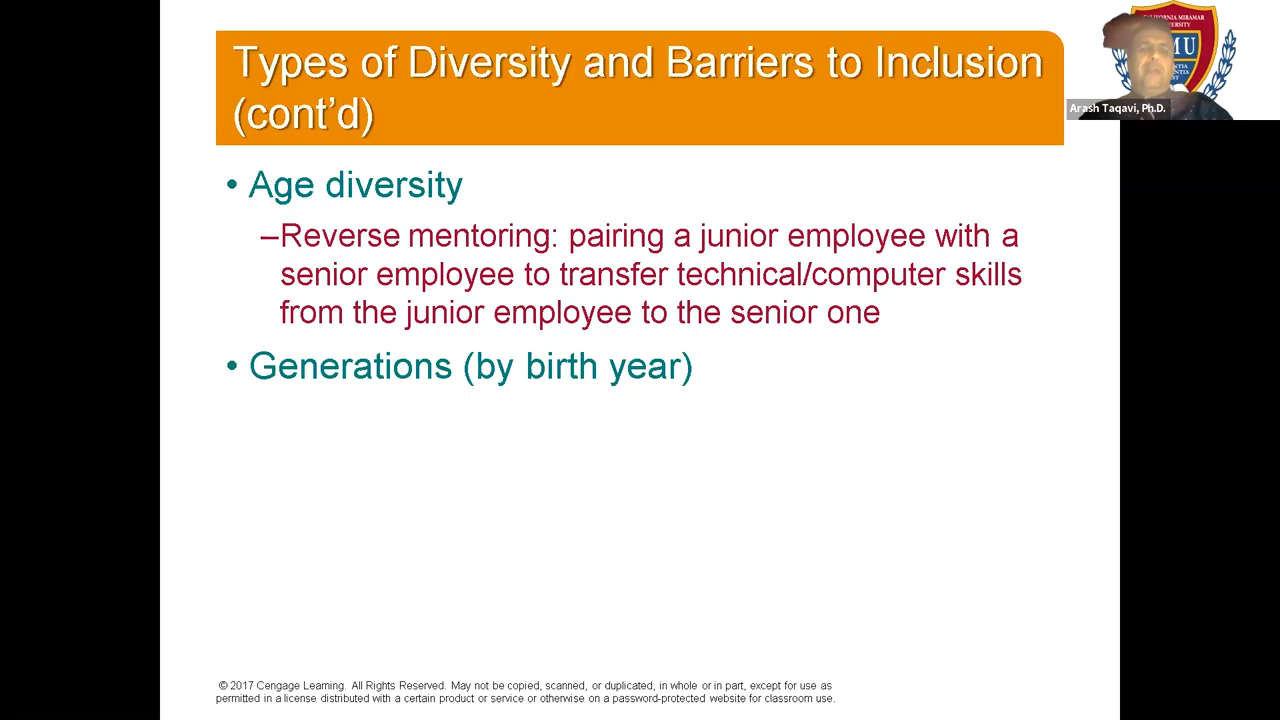 Types of Diversity and Barriers to Inclusion
(cont'd)
CALIFORNIA MIRAMAR
MU
Arash Taqavi, Ph.D.
• Age diversity
–Reverse mentoring: pairing a junior employee with a
senior employee to transfer technical/computer skills
from the junior employee to the senior one
• Generations (by birth year)
© 2017 Cengage Learning. All Rights Reserved. May not be copied, scanned, or duplicated, in whole or in part, except for use as
permitted in a license distributed with a certain product or service or otherwise on a password-protected website for classroom use.